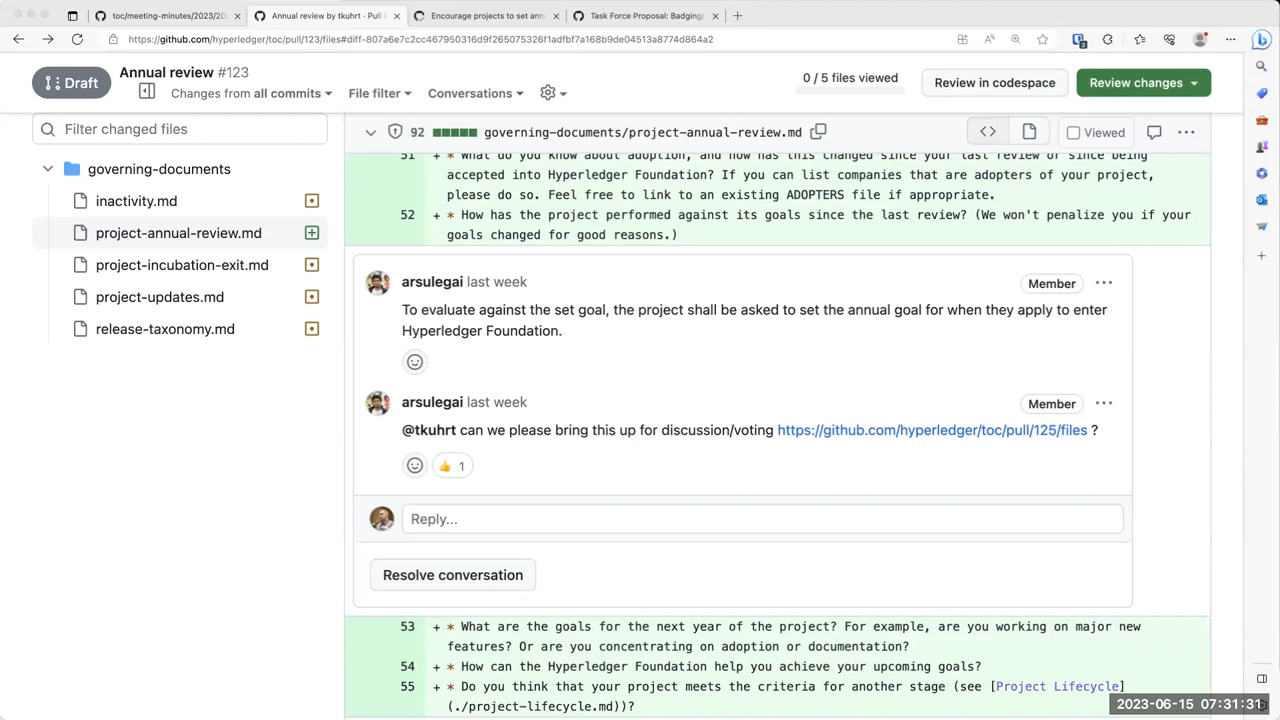 toc/meeting-minutes/2023/202
Annual review by tkuhrt · Pull R
Encourage projects to set annu
Task Force Proposal: Badging/
https://github.com/hyperledger/toc/pull/123/files#diff-807a6e7c2cc467950316d9f265075326f1adfbf7a168b9de04513a8774d864a2
Draft
Annual review #123
Changes from all commits
File filter
Conversations
0 / 5 files viewed
Review in codespace
Review changes
Filter changed files
governing-documents
inactivity.md
project-annual-review.md
project-incubation-exit.md
project-updates.md
release-taxonomy.md
92
governing-documents/project-annual-review.md
Viewed
51 + * What do you know about adoption, and how has this changed since your last review or since being
accepted into Hyperledger Foundation? If you can list companies that are adopters of your project,
please do so. Feel free to link to an existing ADOPTERS file if appropriate.
52 + * How has the project performed against its goals since the last review? (We won't penalize you if your
goals changed for good reasons.)
arsulegai last week
Member
To evaluate against the set goal, the project shall be asked to set the annual goal for when they apply to enter
Hyperledger Foundation.
arsulegai last week
Member
@tkuhrt can we please bring this up for discussion/voting https://github.com/hyperledger/toc/pull/125/files ?
👍 1
Reply...
Resolve conversation
53 + * What are the goals for the next year of the project? For example, are you working on major new
features? Or are you concentrating on adoption or documentation?
54 + * How can the Hyperledger Foundation help you achieve your upcoming goals?
55 + * Do you think that your project meets the criteria for another stage (see [Project Lifecycle]
(./project-lifecycle.md))?
2023-06-15 07:31:31